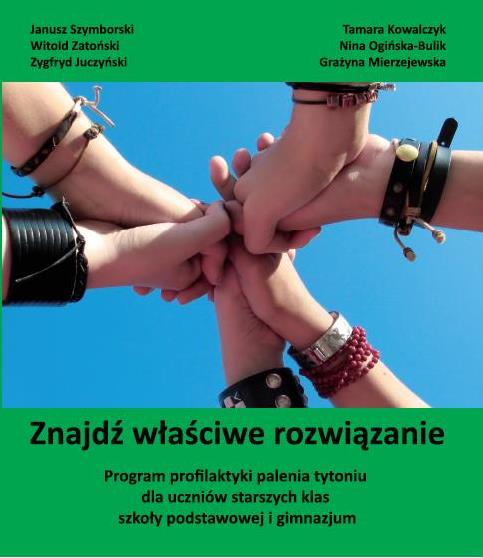 Janusz Szymborski
Witold Zatoński
Zygfryd Juczyński
Tamara Kowalczyk
Nina Ogińska-Bulik
Grażyna Mierzejewska
Znajdź właściwe rozwiązanie
Program profilaktyki palenia tytoniu
dla uczniów starszych klas
szkoły podstawowej i gimnazjum